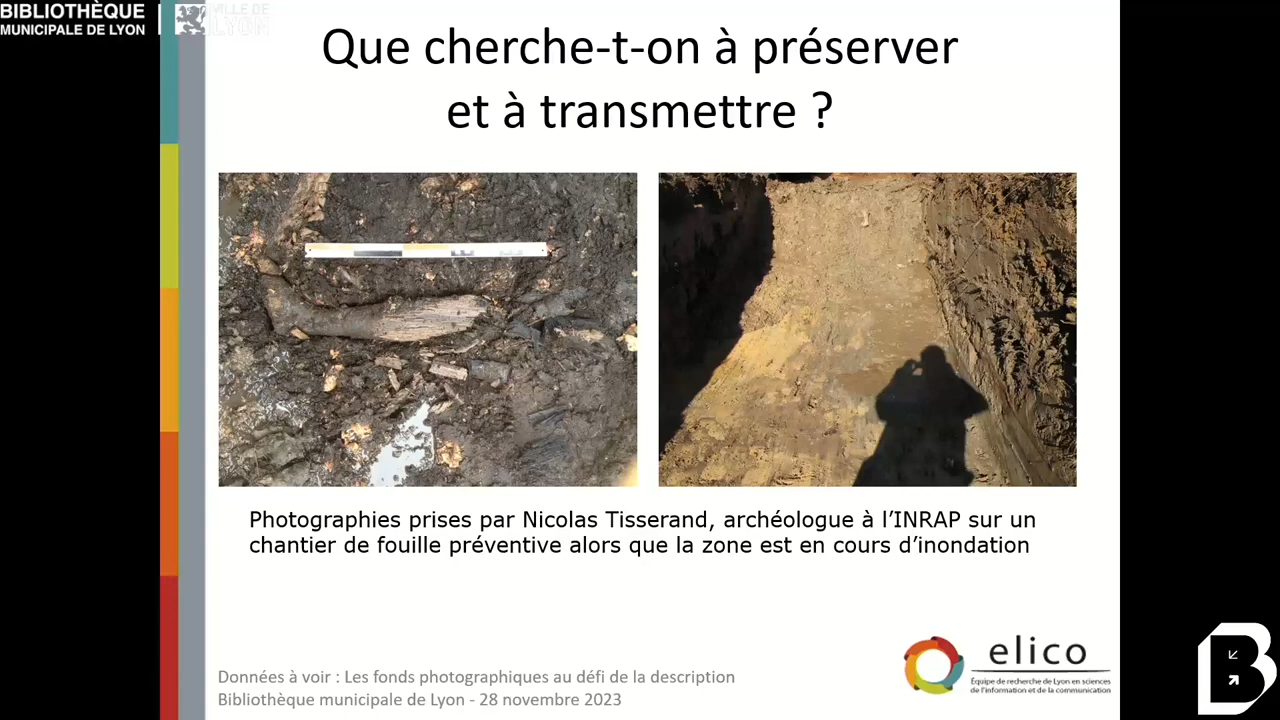 BIBLIOTHÈQUE
MUNICIPALE DE LYON
VILLE DE
LYON
Que cherche-t-on à préserver
et à transmettre ?
Photographies prises par Nicolas Tisserand, archéologue à l’INRAP sur un
chantier de fouille préventive alors que la zone est en cours d’inondation
elico
Équipe de recherche de Lyon en sciences
de l'information et de la communication
Données à voir : Les fonds photographiques au défi de la description
Bibliothèque municipale de Lyon - 28 novembre 2023
B